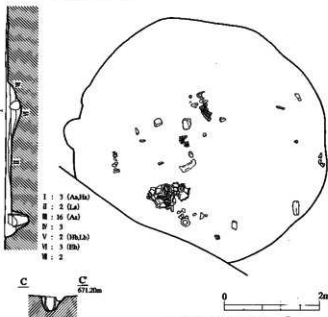 I : 3 (Aa,Ha)
II : 2 (La)
III : 16 (Aa)
IV : 3
V : 2 (Hb,Lb)
VI : 3 (Hb)
VII : 2
C C'
671.20m
0 2m